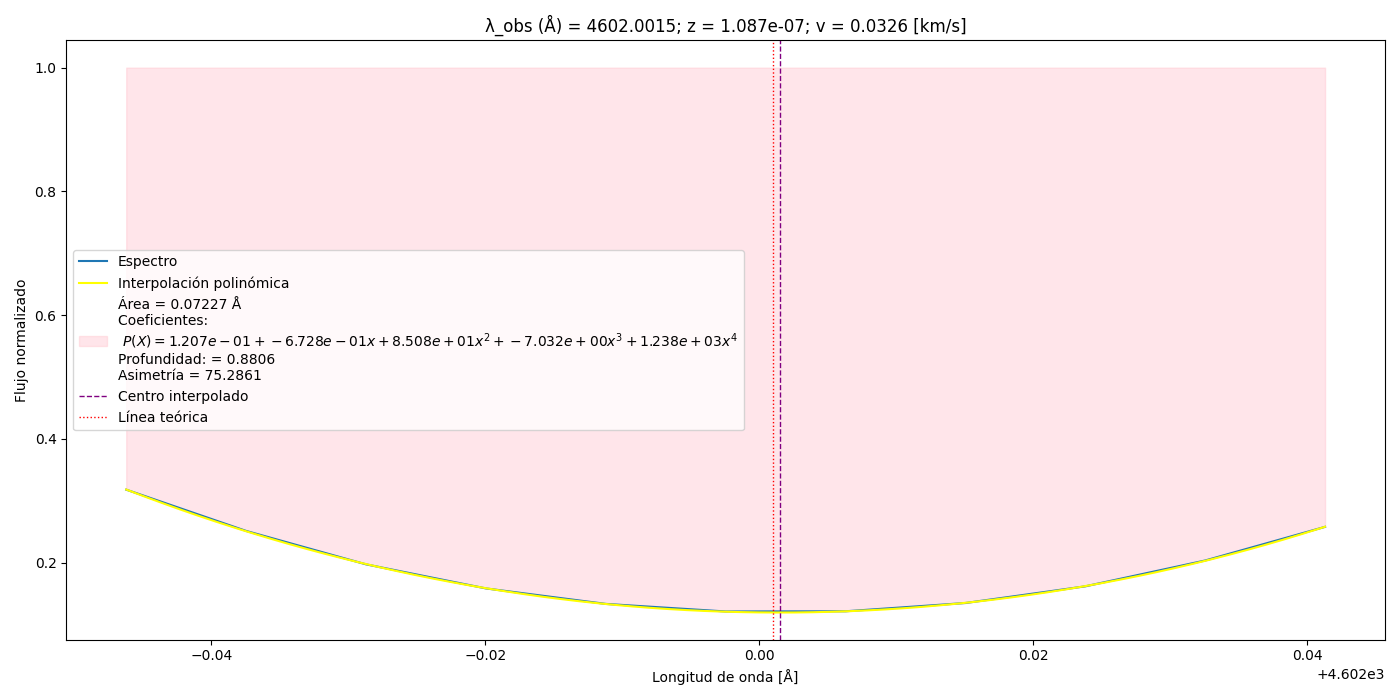 λ_obs (Å) = 4602.0015; z = 1.087e-07; v = 0.0326 [km/s]
Flujo normalizado
1.0
0.8
0.6
0.4
0.2
Espectro
Interpolación polinómica
Área = 0.07227 Å
Coeficientes:
P(X) = 1.207e − 01 + −6.728e − 01x + 8.508e + 01x² + −7.032e + 00x³ + 1.238e + 03x⁴
Profundidad: = 0.8806
Asimetría = 75.2861
Centro interpolado
Línea teórica
−0.04 −0.02 0.00 0.02 0.04
+4.602e3
Longitud de onda [Å]